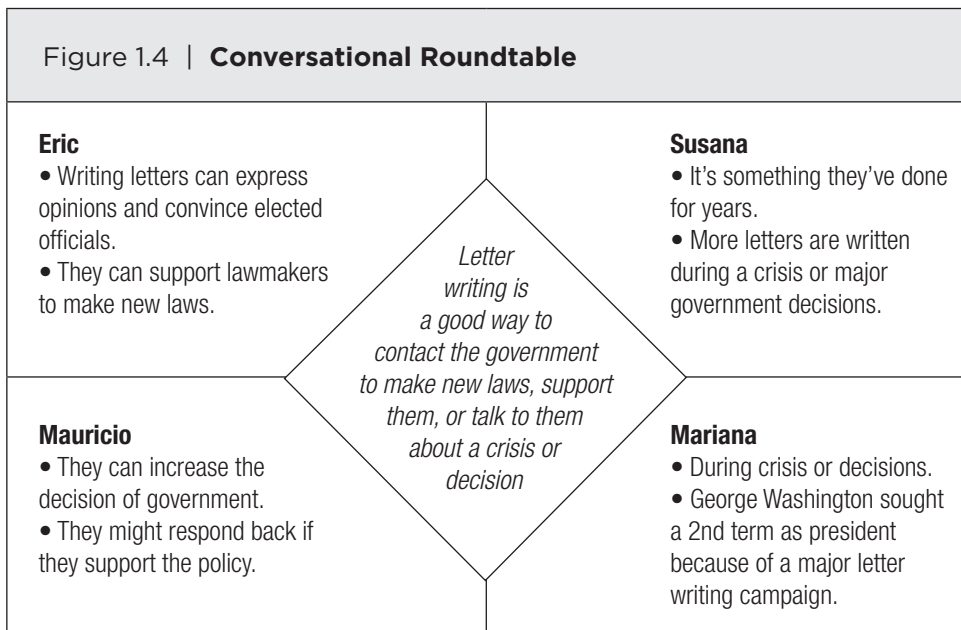 Figure 1.4 | Conversational Roundtable
Eric
• Writing letters can express
opinions and convince elected
officials.
• They can support lawmakers
to make new laws.
Susana
• It's something they've done
for years.
• More letters are written
during a crisis or major
government decisions.
Letter
writing is
a good way to
contact the government
to make new laws, support
them, or talk to them
about a crisis or
decision
Mauricio
• They can increase the
decision of government.
• They might respond back if
they support the policy.
Mariana
• During crisis or decisions.
• George Washington sought
a 2nd term as president
because of a major letter
writing campaign.